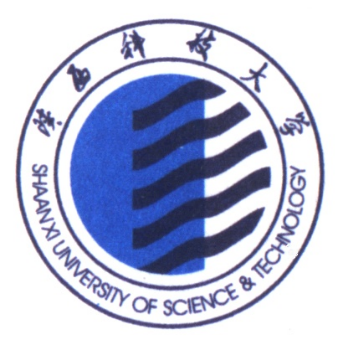 陕西科技大学
SHAANXI UNIVERSITY OF SCIENCE & TECHNOLOGY